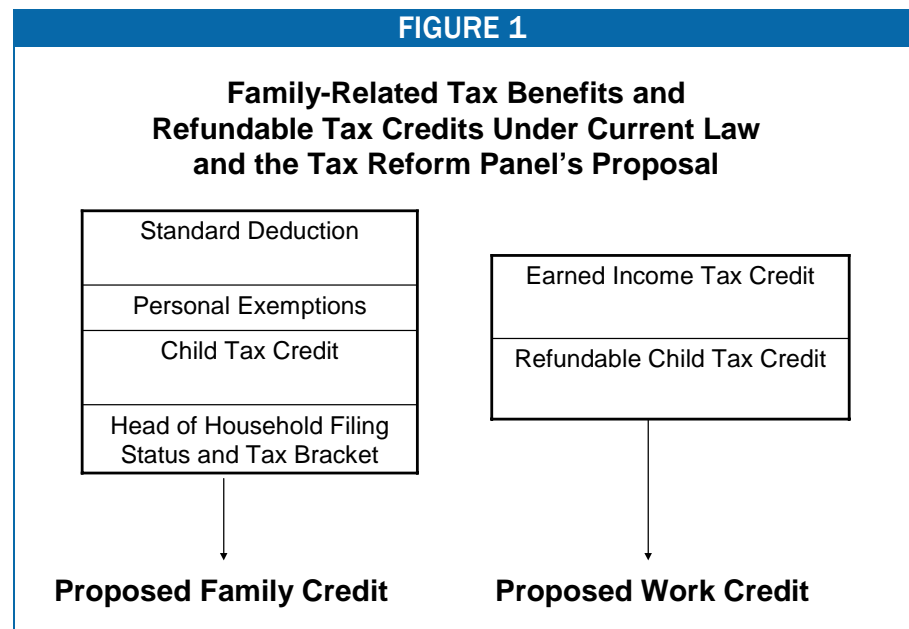 FIGURE 1
Family-Related Tax Benefits and
Refundable Tax Credits Under Current Law
and the Tax Reform Panel's Proposal
Standard Deduction
Personal Exemptions
Child Tax Credit
Head of Household Filing
Status and Tax Bracket
Proposed Family Credit
Earned Income Tax Credit
Refundable Child Tax Credit
Proposed Work Credit